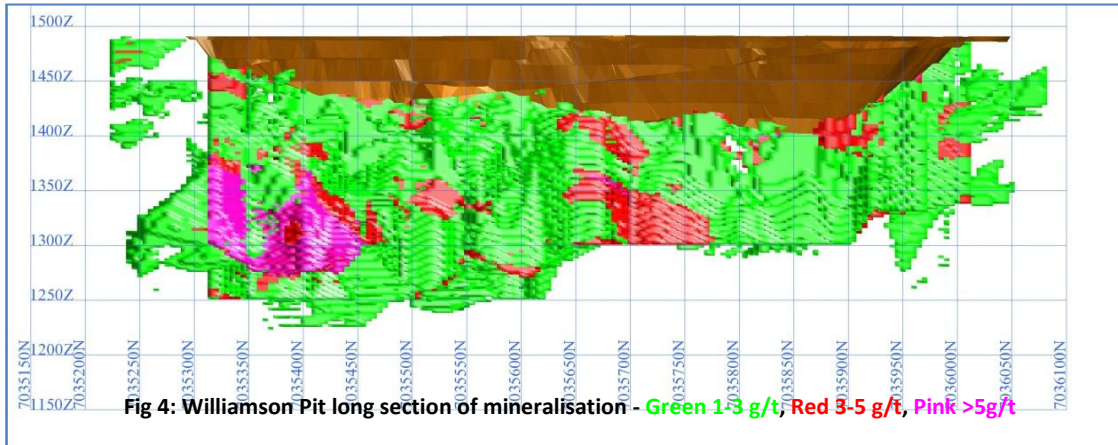 1500Z
1450Z
1400Z
1350Z
1300Z
1250Z
1200Z
1150Z
7035150N
7035200N
7035250N
7035300N
7035350N
7035400N
7035450N
7035500N
7035550N
7035600N
7035650N
7035700N
7035750N
7035800N
7035850N
7035900N
7035950N
7036000N
7036050N
7036100N
Fig 4: Williamson Pit long section of mineralisation - Green 1-3 g/t, Red 3-5 g/t, Pink >5g/t